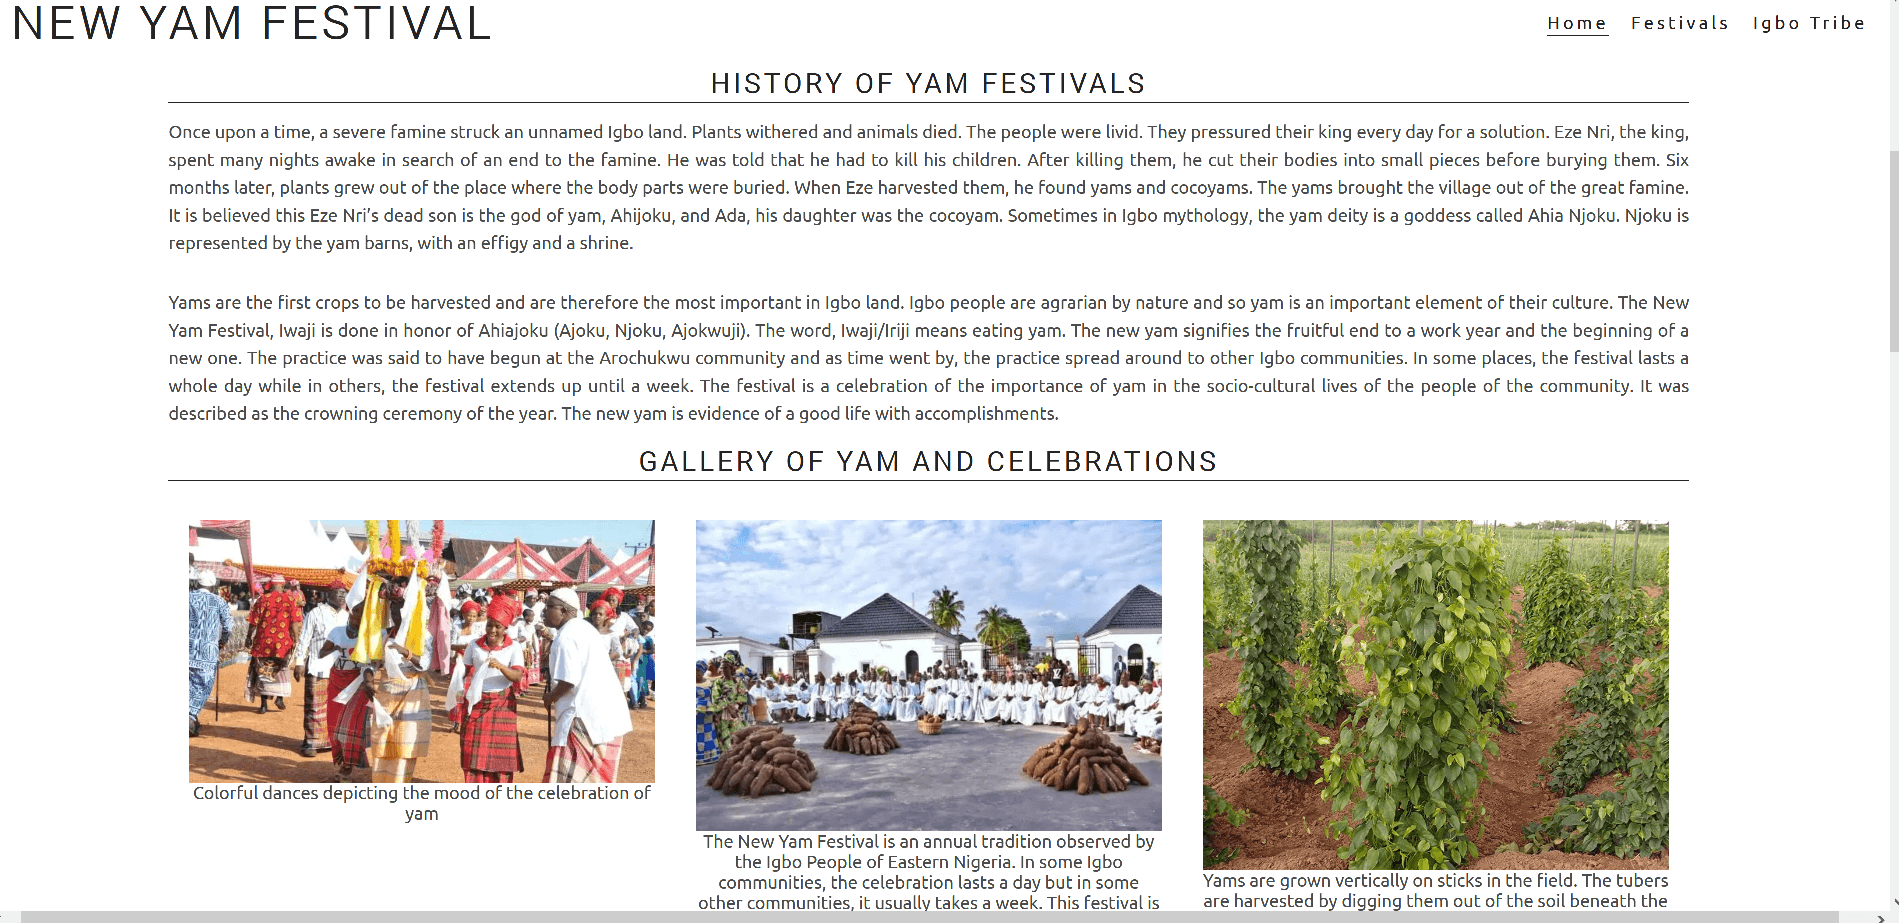 NEW YAM FESTIVAL
Home Festivals Igbo Tribe
HISTORY OF YAM FESTIVALS
Once upon a time, a severe famine struck an unnamed Igbo land. Plants withered and animals died. The people were livid. They pressured their king every day for a solution. Eze Nri, the king,
spent many nights awake in search of an end to the famine. He was told that he had to kill his children. After killing them, he cut their bodies into small pieces before burying them. Six
months later, plants grew out of the place where the body parts were buried. When Eze harvested them, he found yams and cocoyams. The yams brought the village out of the great famine.
It is believed this Eze Nri’s dead son is the god of yam, Ahijoku, and Ada, his daughter was the cocoyam. Sometimes in Igbo mythology, the yam deity is a goddess called Ahia Njoku. Njoku is
represented by the yam barns, with an effigy and a shrine.
Yams are the first crops to be harvested and are therefore the most important in Igbo land. Igbo people are agrarian by nature and so yam is an important element of their culture. The New
Yam Festival, Iwaji is done in honor of Ahiajoku (Ajoku, Njoku, Ajokwuji). The word, Iwaji/Iriji means eating yam. The new yam signifies the fruitful end to a work year and the beginning of a
new one. The practice was said to have begun at the Arochukwu community and as time went by, the practice spread around to other Igbo communities. In some places, the festival lasts a
whole day while in others, the festival extends up until a week. The festival is a celebration of the importance of yam in the socio-cultural lives of the people of the community. It was
described as the crowning ceremony of the year. The new yam is evidence of a good life with accomplishments.
GALLERY OF YAM AND CELEBRATIONS
Colorful dances depicting the mood of the celebration of
yam
The New Yam Festival is an annual tradition observed by
the Igbo People of Eastern Nigeria. In some Igbo
communities, the celebration lasts a day but in some
other communities, it usually takes a week. This festival is
Yams are grown vertically on sticks in the field. The tubers
are harvested by digging them out of the soil beneath the